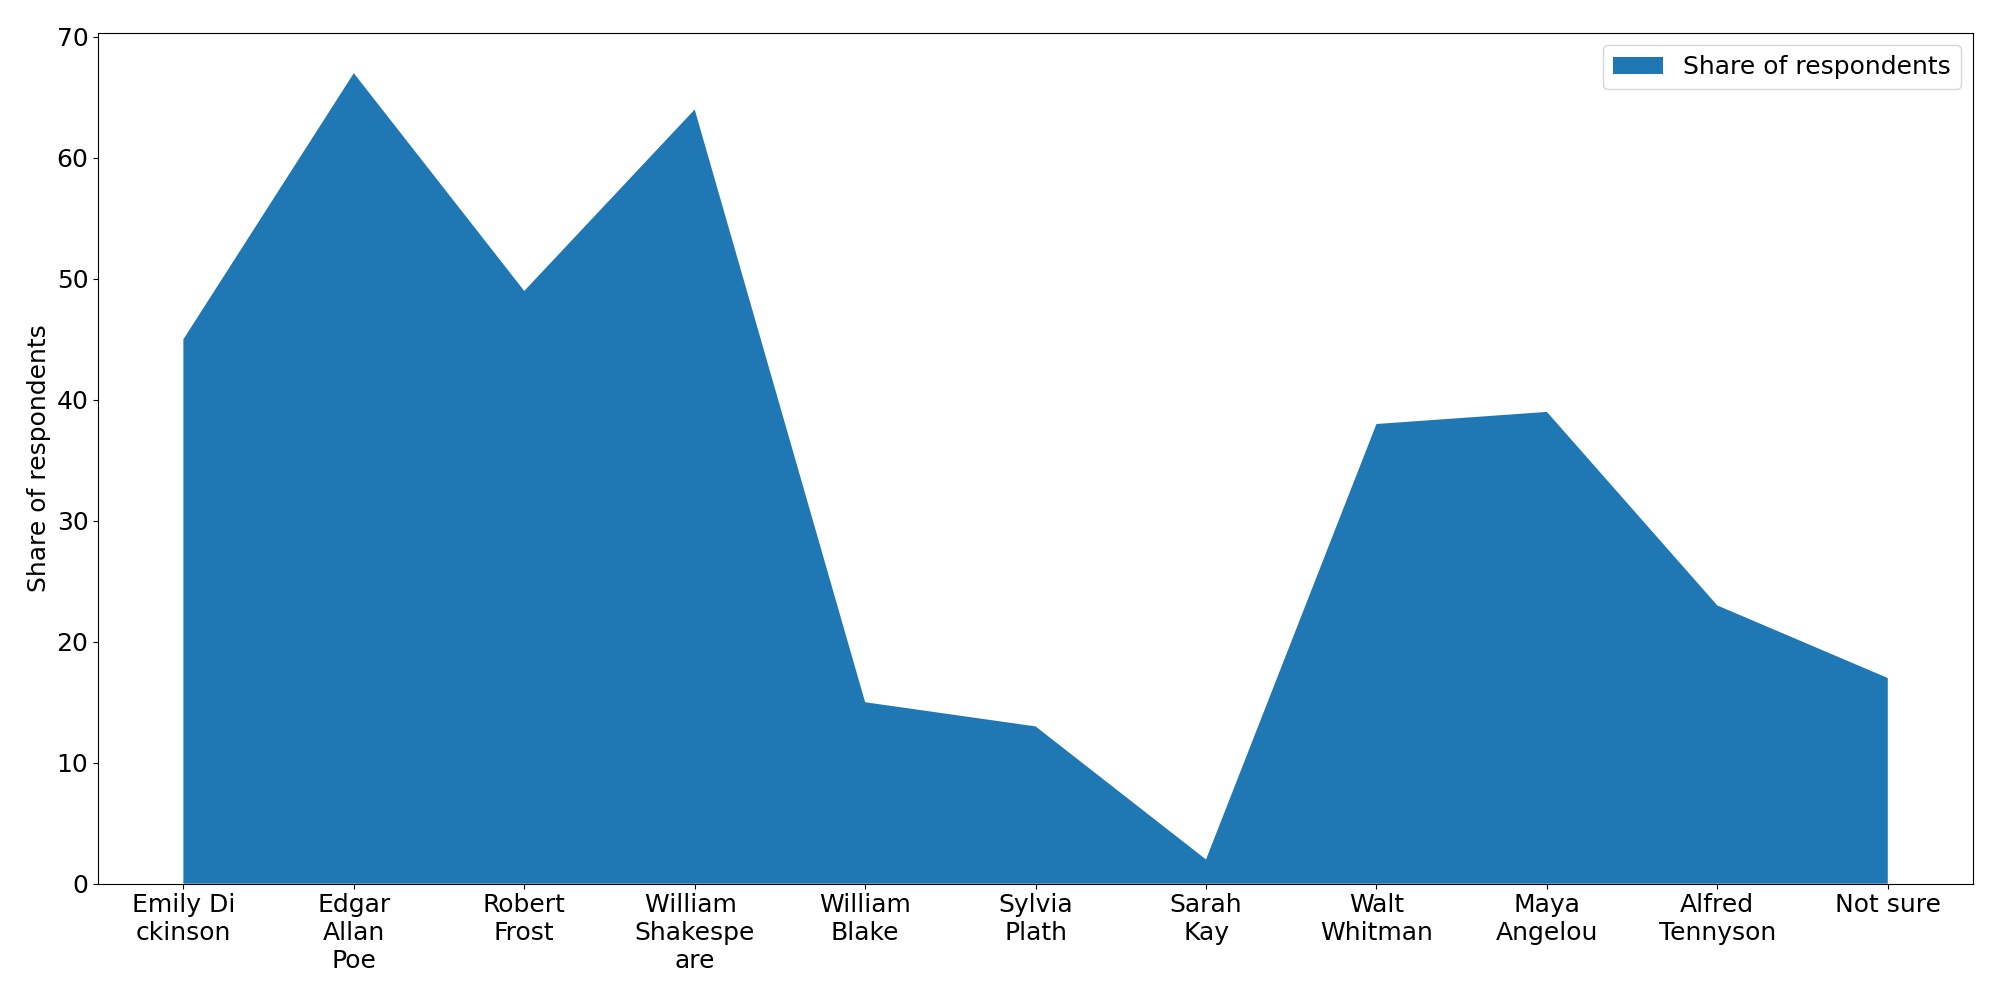 70
60
50
40
30
20
10
0
Share of respondents
Share of respondents
Emily Di
ckinson
Edgar
Allan
Poe
Robert
Frost
William
Shakespe
are
William
Blake
Sylvia
Plath
Sarah
Kay
Walt
Whitman
Maya
Angelou
Alfred
Tennyson
Not sure